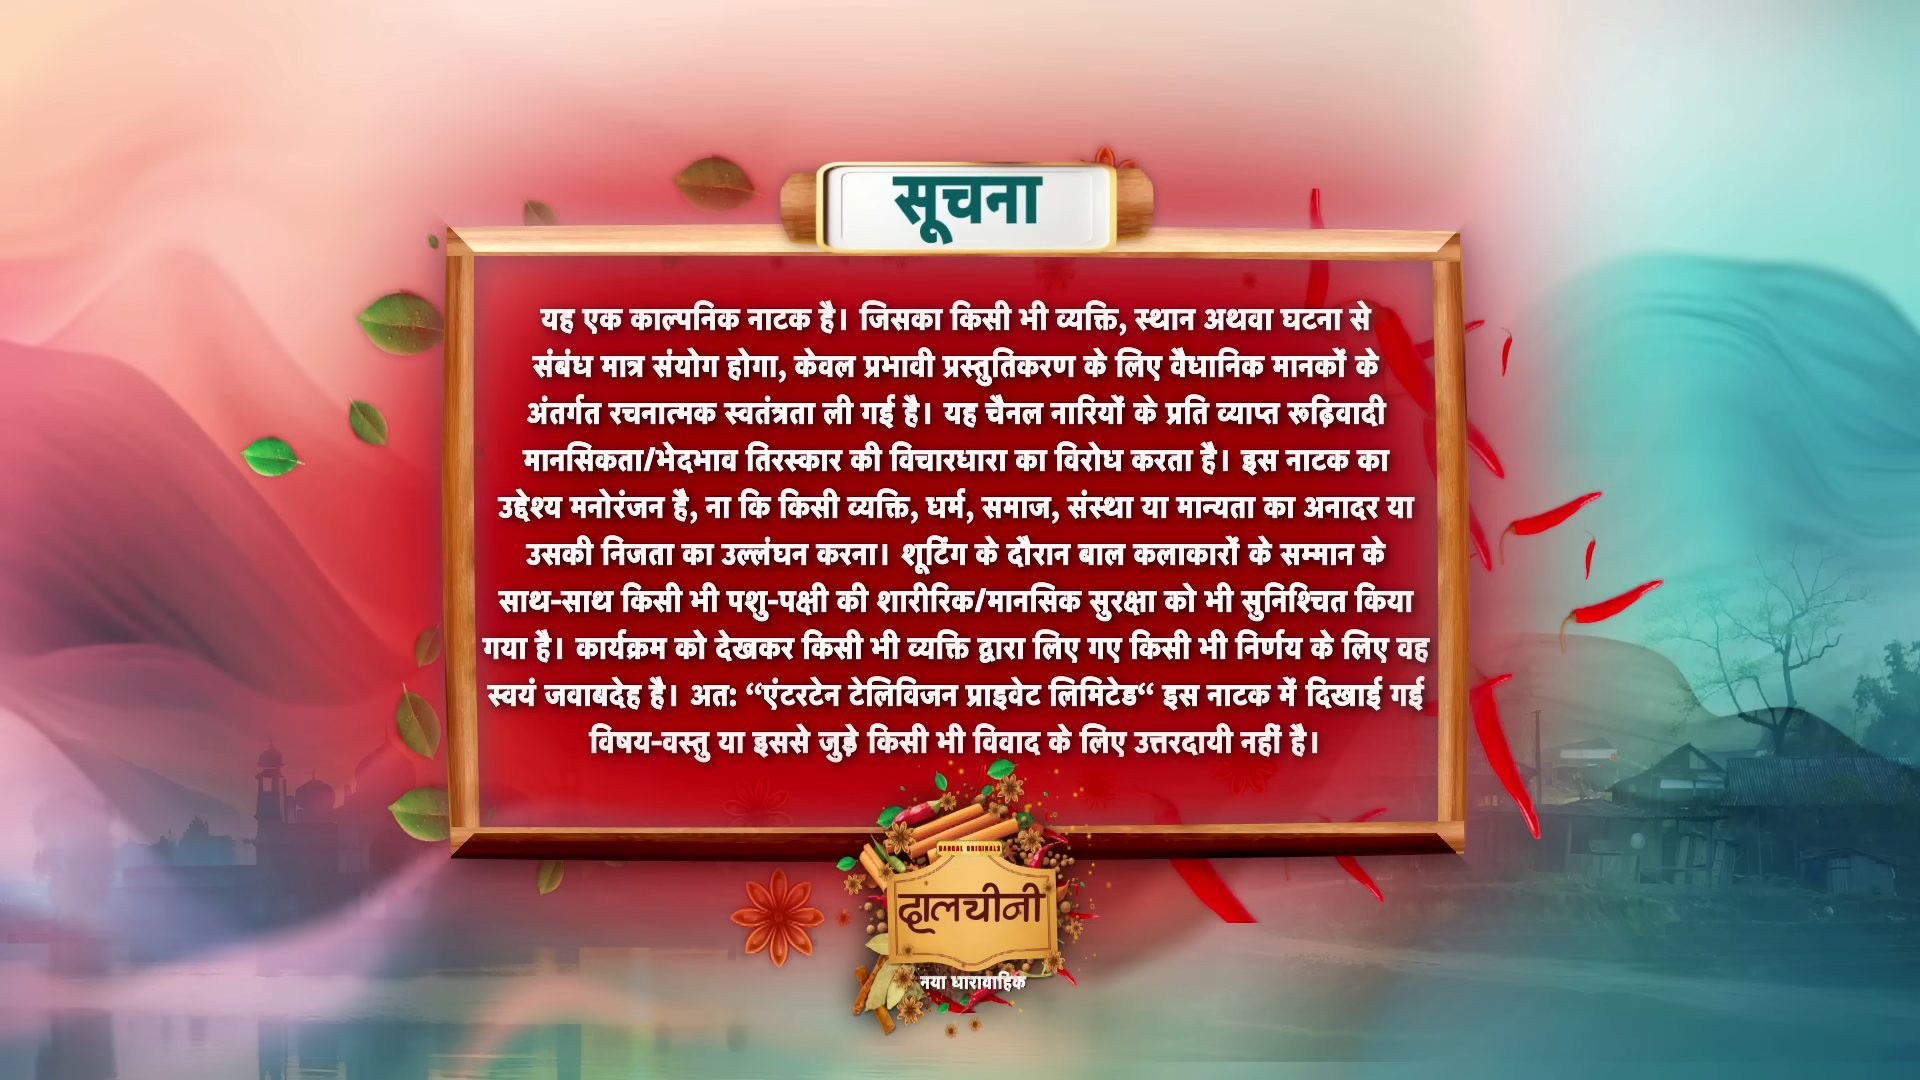 सूचना
यह एक काल्पनिक नाटक है। जिसका किसी भी व्यक्ति, स्थान अथवा घटना से
संबंध मात्र संयोग होगा, केवल प्रभावी प्रस्तुतिकरण के लिए वैधानिक मानकों के
अंतर्गत रचनात्मक स्वतंत्रता ली गई है। यह चैनल नारियों के प्रति व्याप्त रूढ़िवादी
मानसिकता/भेदभाव तिरस्कार की विचारधारा का विरोध करता है। इस नाटक का
उद्देश्य मनोरंजन है, ना कि किसी व्यक्ति, धर्म, समाज, संस्था या मान्यता का अनादर या
उसकी निजता का उल्लंघन करना। शूटिंग के दौरान बाल कलाकारों के सम्मान के
साथ-साथ किसी भी पशु-पक्षी की शारीरिक/मानसिक सुरक्षा को भी सुनिश्चित किया
गया है। कार्यक्रम को देखकर किसी भी व्यक्ति द्वारा लिए गए किसी भी निर्णय के लिए वह
स्वयं जवाबदेह है। अत: “एंटरटेन टेलिविजन प्राइवेट लिमिटेड“ इस नाटक में दिखाई गई
विषय-वस्तु या इससे जुड़े किसी भी विवाद के लिए उत्तरदायी नहीं है।
DANGAL ORIGINALS
दालचीनी
नया धारावाहिक